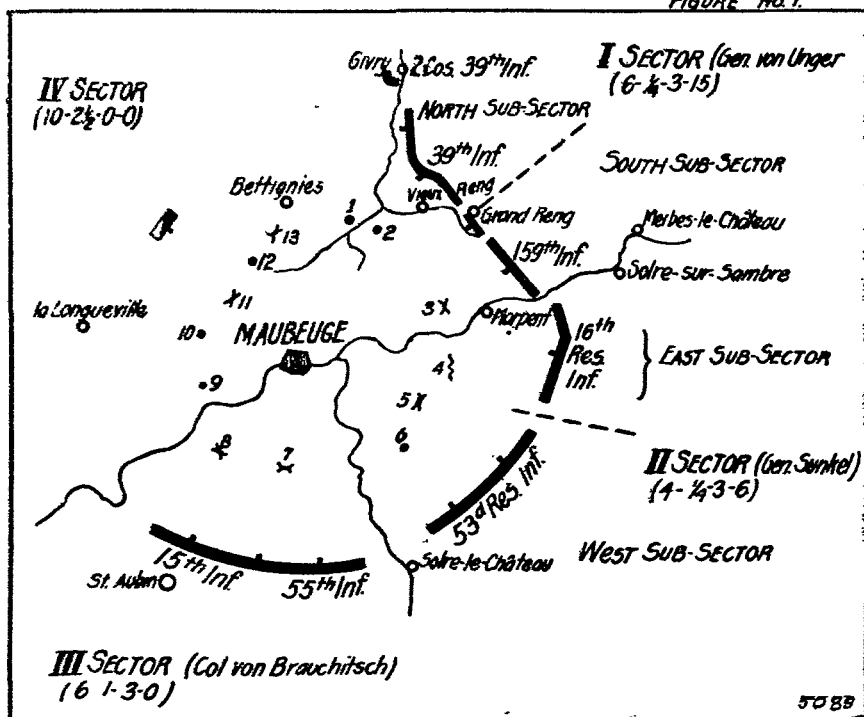 FIGURE NO. 1.
IV SECTOR
(10-2½-0-0)
Givry
2 Cos. 39th Inf.
I SECTOR (Gen. von Unger
(6-¼-3-15)
NORTH SUB-SECTOR
39th Inf.
SOUTH SUB-SECTOR
Bettignies
Vieux Reng
Grand Reng
Merbes-le-Château
1
2
13
12
159th Inf.
Solre-sur-Sambre
11
la Longueville
3
Marpent
10
MAUBEUGE
16th
Res.
Inf.
EAST SUB-SECTOR
4
9
5
6
8
7
II SECTOR (Gen. Sunkel)
(4-¼-3-6)
53d Res. Inf.
WEST SUB-SECTOR
Solre-le-Château
15th Inf.
55th Inf.
St. Aubin
III SECTOR (Col von Brauchitsch)
(6 1-3-0)
5088